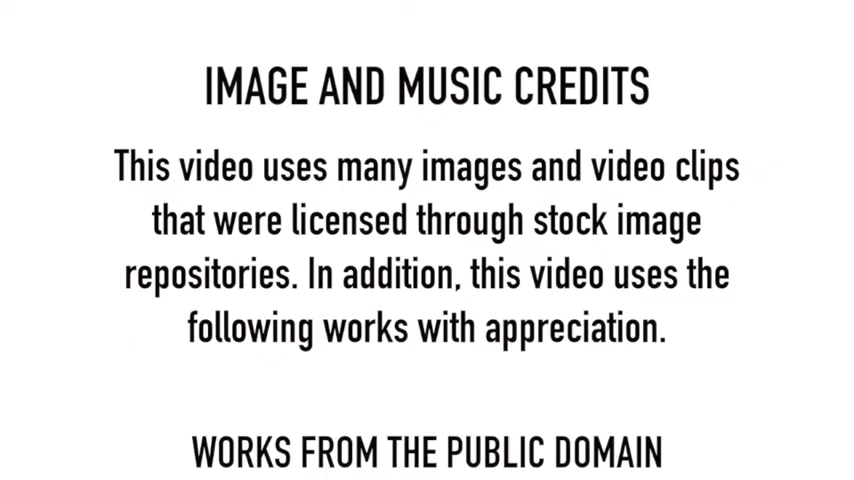 IMAGE AND MUSIC CREDITS
This video uses many images and video clips
that were licensed through stock image
repositories. In addition, this video uses the
following works with appreciation.
WORKS FROM THE PUBLIC DOMAIN